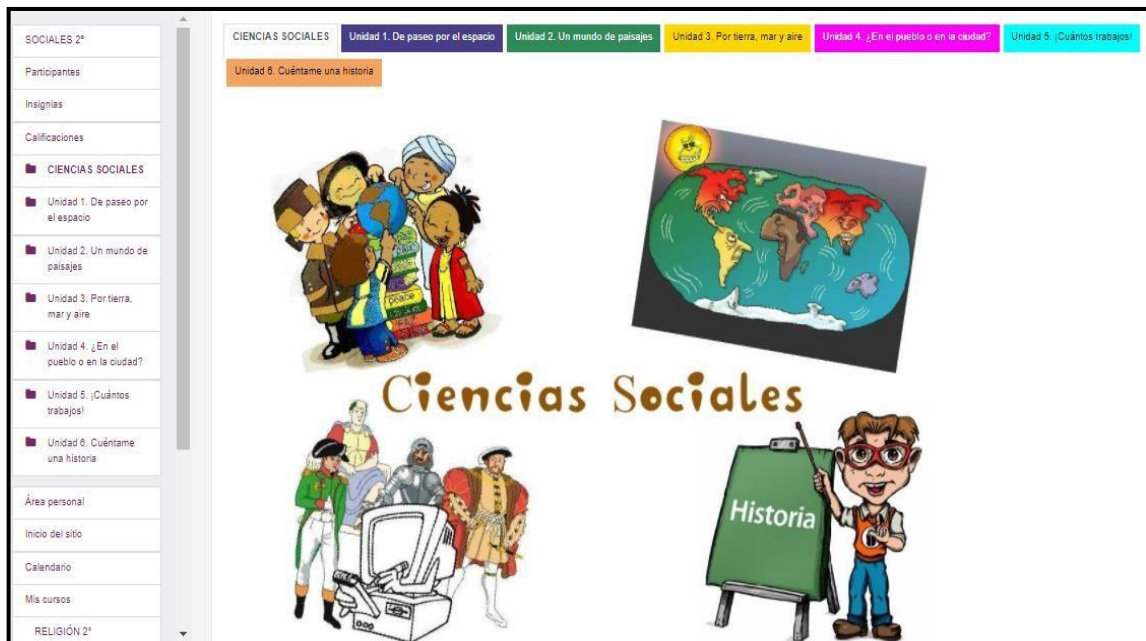 SOCIALES 2º
Participantes
Insignias
Calificaciones
CIENCIAS SOCIALES
Unidad 1. De paseo por
el espacio
Unidad 2. Un mundo de
paisajes
Unidad 3. Por tierra,
mar y aire
Unidad 4. ¿En el
pueblo o en la ciudad?
Unidad 5. ¡Cuántos
trabajos!
Unidad 6. Cuéntame
una historia
Área personal
Inicio del sitio
Calendario
Mis cursos
RELIGIÓN 2º
CIENCIAS SOCIALES
Unidad 1. De paseo por el espacio
Unidad 2. Un mundo de paisajes
Unidad 3. Por tierra, mar y aire
Unidad 4. ¿En el pueblo o en la ciudad?
Unidad 5. ¡Cuántos trabajos!
Unidad 6. Cuéntame una historia
peace
Ciencias Sociales
Historia